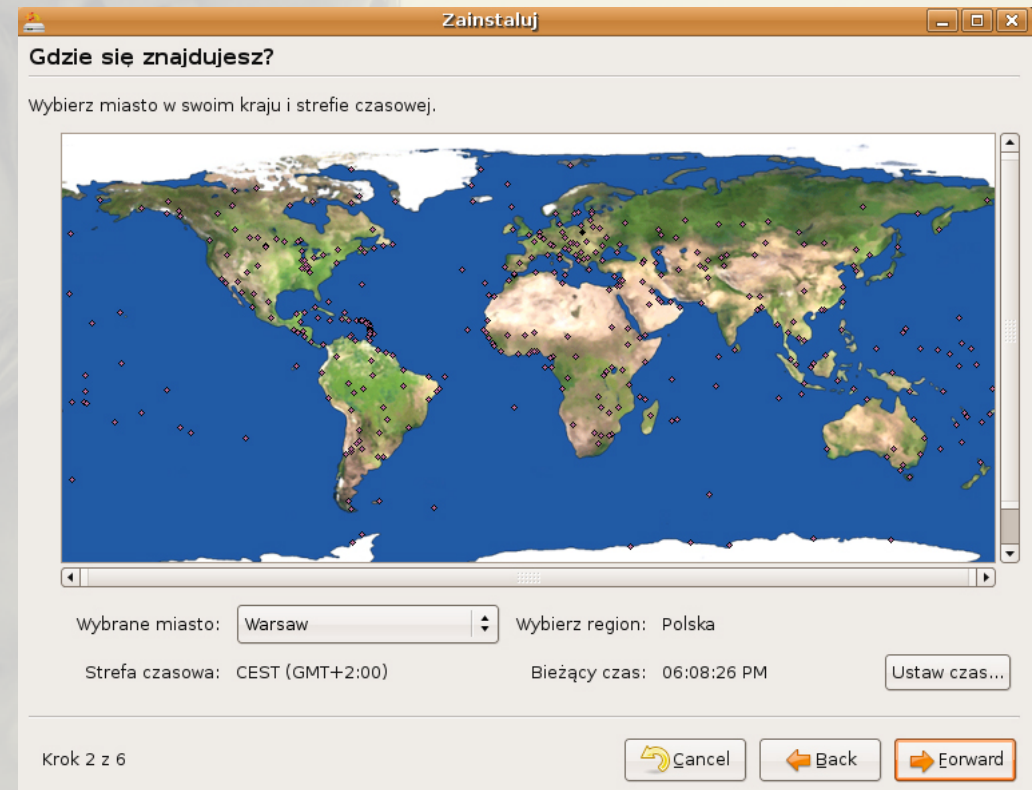 Zainstaluj
Gdzie się znajdujesz?
Wybierz miasto w swoim kraju i strefie czasowej.
Wybrane miasto: Warsaw Wybierz region: Polska
Strefa czasowa: CEST (GMT+2:00) Bieżący czas: 06:08:26 PM Ustaw czas...
Krok 2 z 6 Cancel Back Forward